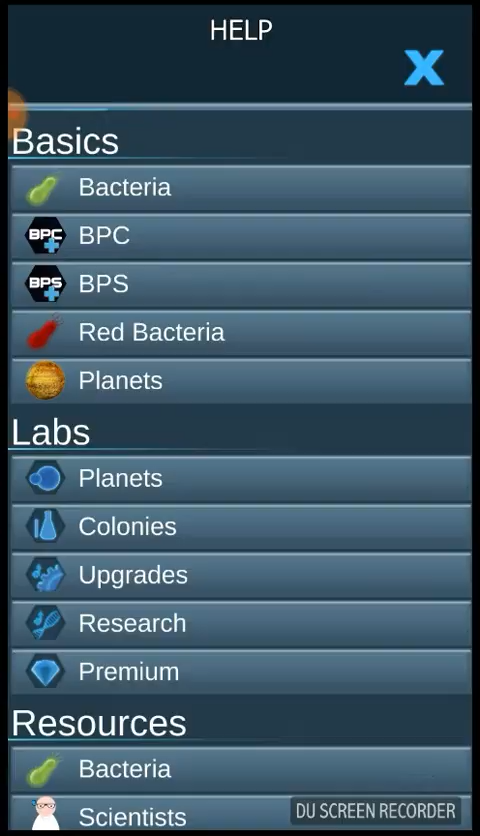 HELP
X
Basics
Bacteria
BPC BPC
BPS BPS
Red Bacteria
Planets
Labs
Planets
Colonies
Upgrades
Research
Premium
Resources
Bacteria
Scientists
DU SCREEN RECORDER